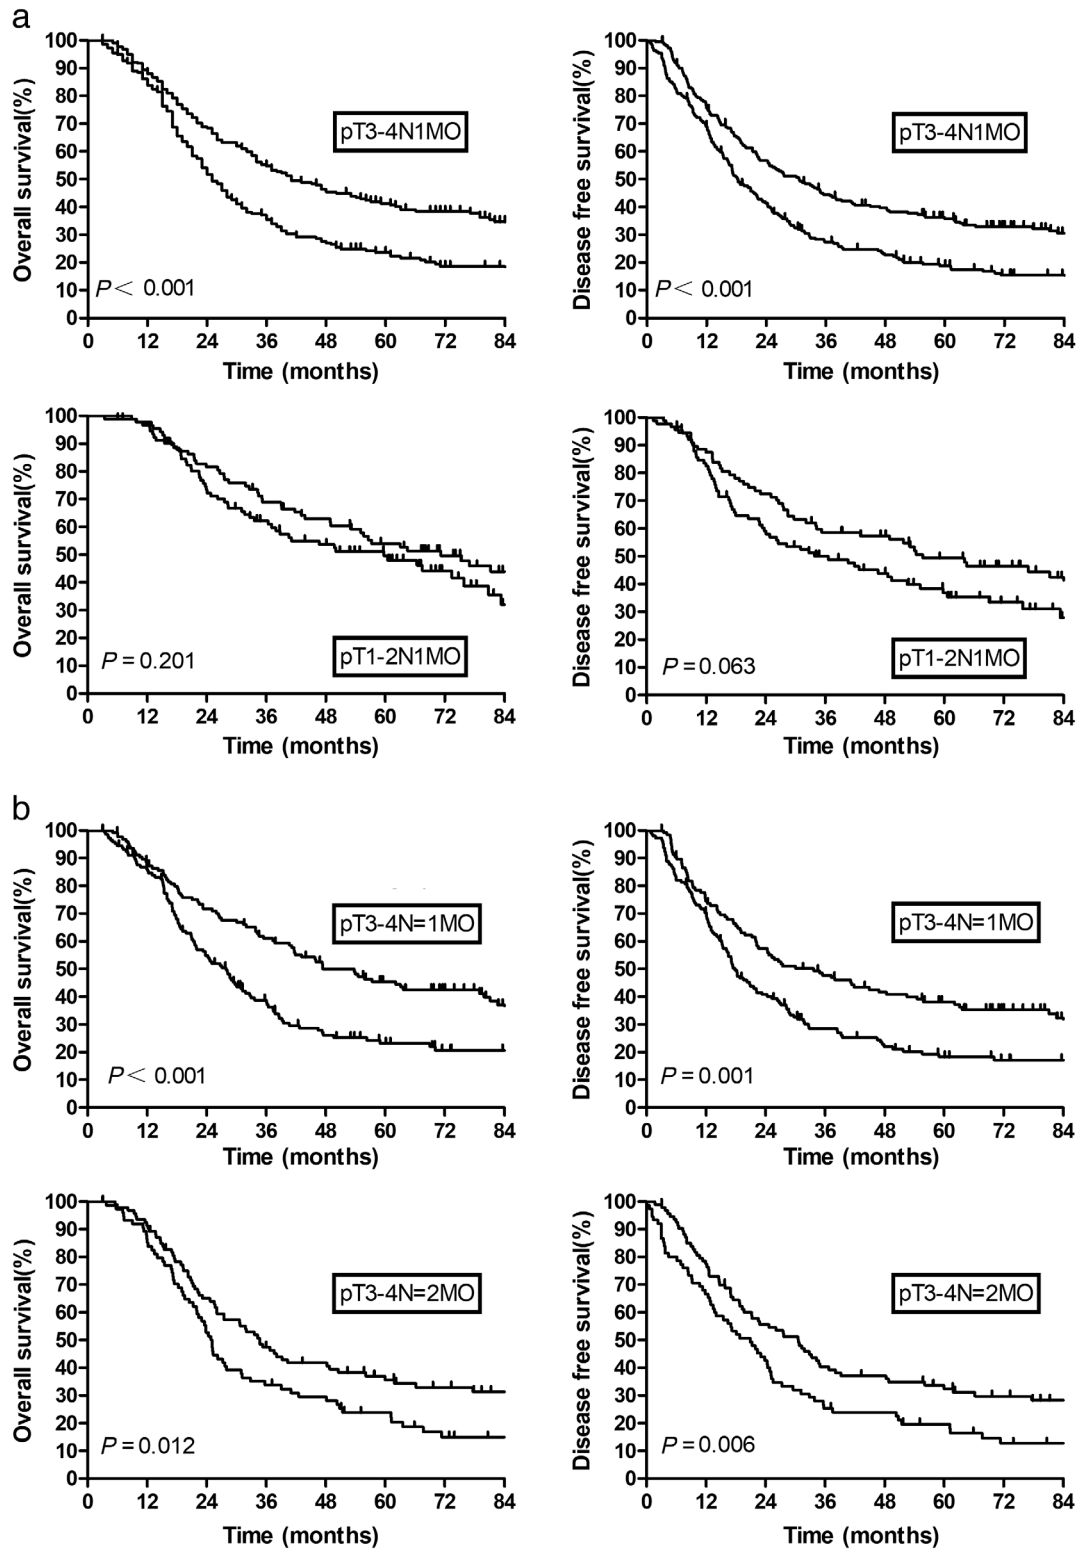 a
100
90
80
70
60
50
40
30
20
10
0
Overall survival(%)
pT3-4N1MO
P< 0.001
0 12 24 36 48 60 72 84
Time (months)
100
90
80
70
60
50
40
30
20
10
0
Disease free survival(%)
pT3-4N1MO
P< 0.001
0 12 24 36 48 60 72 84
Time (months)
100
90
80
70
60
50
40
30
20
10
0
Overall survival(%)
P = 0.201
pT1-2N1MO
0 12 24 36 48 60 72 84
Time (months)
100
90
80
70
60
50
40
30
20
10
0
Disease free survival(%)
P = 0.063
pT1-2N1MO
0 12 24 36 48 60 72 84
Time (months)
b
100
90
80
70
60
50
40
30
20
10
0
Overall survival(%)
pT3-4N=1MO
P< 0.001
0 12 24 36 48 60 72 84
Time (months)
100
90
80
70
60
50
40
30
20
10
0
Disease free survival(%)
pT3-4N=1MO
P = 0.001
0 12 24 36 48 60 72 84
Time (months)
100
90
80
70
60
50
40
30
20
10
0
Overall survival(%)
pT3-4N=2MO
P = 0.012
0 12 24 36 48 60 72 84
Time (months)
100
90
80
70
60
50
40
30
20
10
0
Disease free survival(%)
pT3-4N=2MO
P = 0.006
0 12 24 36 48 60 72 84
Time (months)